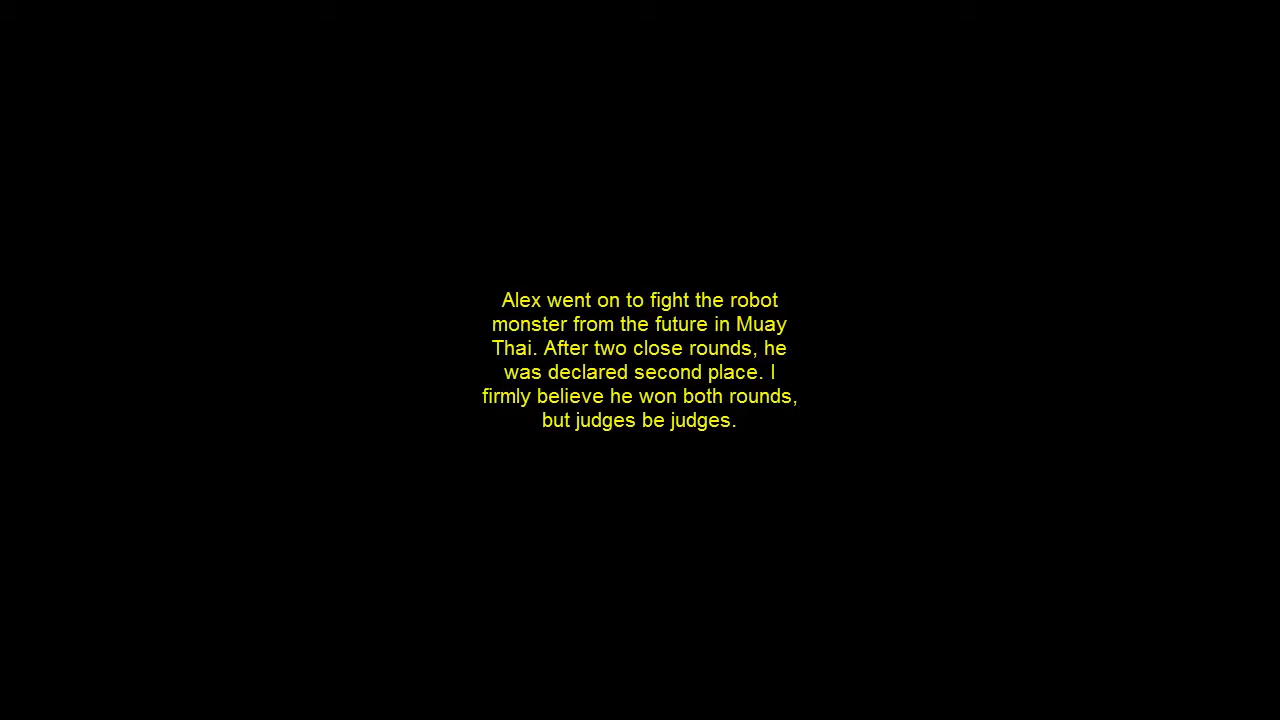 Alex went on to fight the robot
monster from the future in Muay
Thai. After two close rounds, he
was declared second place. I
firmly believe he won both rounds,
but judges be judges.